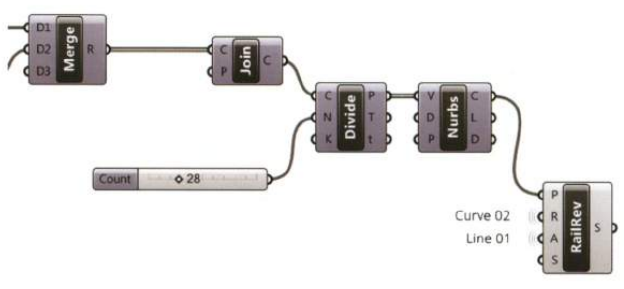 D1
D2
D3
Merge
R
C
P
Join
C
C
N
K
Divide
P
T
t
V
D
P
Nurbs
C
L
D
Count
28
Curve 02
Line 01
P
R
A
S
RailRev
S